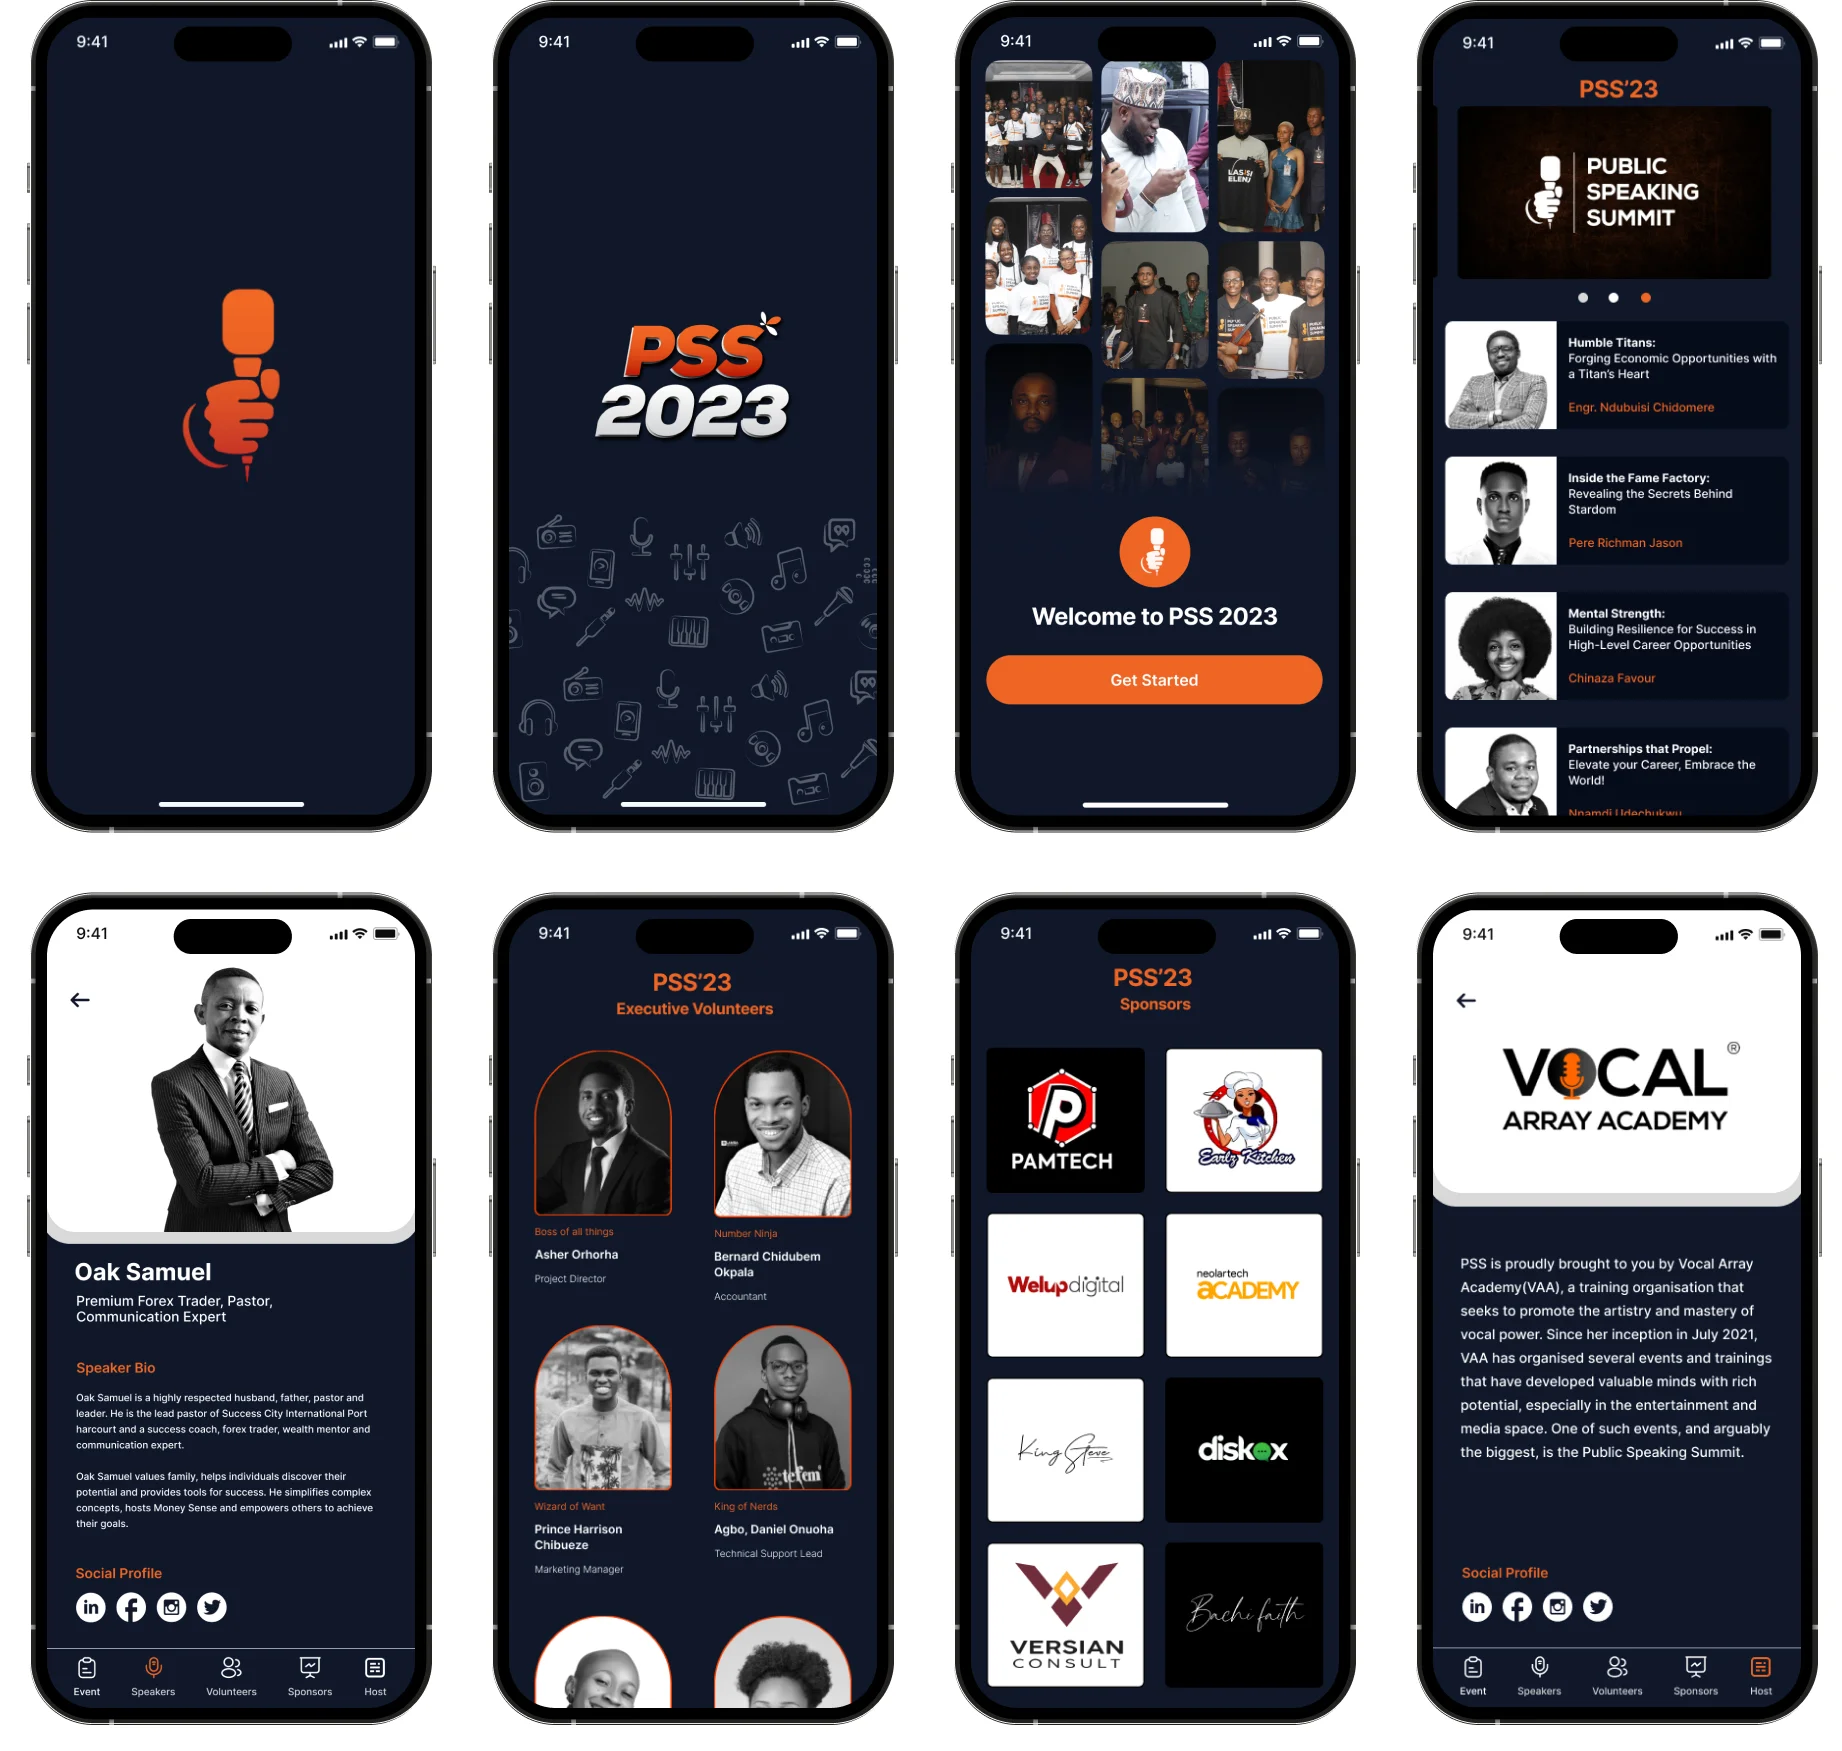 9:41
9:41
PSS
2023
9:41
Welcome to PSS 2023
Get Started
9:41
PSS'23
PUBLIC
SPEAKING
SUMMIT
Humble Titans:
Forging Economic Opportunities with
a Titan's Heart
Engr. Ndubuisi Chidomere
Inside the Fame Factory:
Revealing the Secrets Behind
Stardom
Pere Richman Jason
Mental Strength:
Building Resilience for Success in
High-Level Career Opportunities
Chinaza Favour
Partnerships that Propel:
Elevate your Career, Embrace the
World!
Nnamdi Udechukwu
9:41
Oak Samuel
Premium Forex Trader, Pastor,
Communication Expert
Speaker Bio
Oak Samuel is a highly respected husband, father, pastor and
leader. He is the lead pastor of Success City International Port
harcourt and a success coach, forex trader, wealth mentor and
communication expert.
Oak Samuel values family, helps individuals discover their
potential and provides tools for success. He simplifies complex
concepts, hosts Money Sense and empowers others to achieve
their goals.
Social Profile
in
Event
Speakers
Volunteers
Sponsors
Host
9:41
PSS'23
Executive Volunteers
Boss of all things
Asher Orhorha
Project Director
Number Ninja
Bernard Chidubem
Okpala
Accountant
tefem
Wizard of Want
Prince Harrison
Chibueze
Marketing Manager
King of Nerds
Agbo, Daniel Onuoha
Technical Support Lead
9:41
PSS'23
Sponsors
PAMTECH
Earlz Kitchen
Welupdigital
neolartech
aCADEMY
King Steve
diskox
VERSIAN
CONSULT
Bachi faith
9:41
VOCAL ®
ARRAY ACADEMY
PSS is proudly brought to you by Vocal Array
Academy(VAA), a training organisation that
seeks to promote the artistry and mastery of
vocal power. Since her inception in July 2021,
VAA has organised several events and trainings
that have developed valuable minds with rich
potential, especially in the entertainment and
media space. One of such events, and arguably
the biggest, is the Public Speaking Summit.
Social Profile
in
Event
Speakers
Volunteers
Sponsors
Host